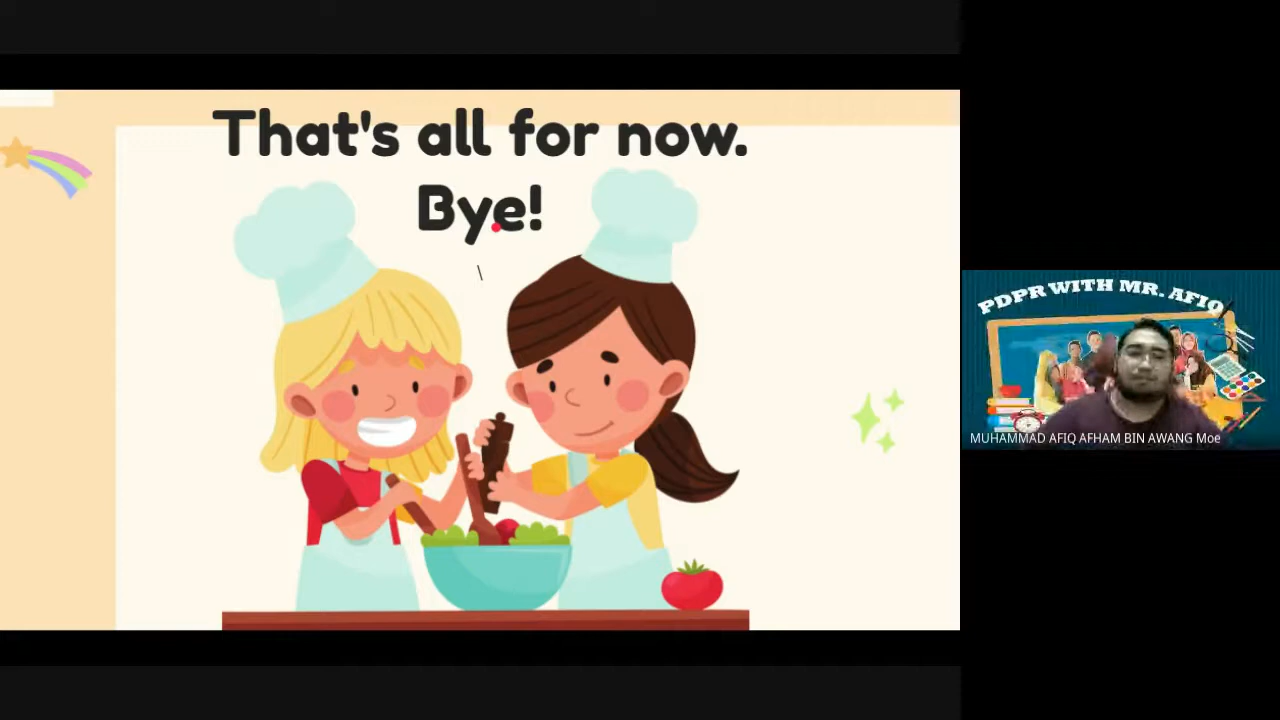 That's all for now.
Bye!
PDPR WITH MR. AFIQ
MUHAMMAD AFIQ AFHAM BIN AWANG Moe